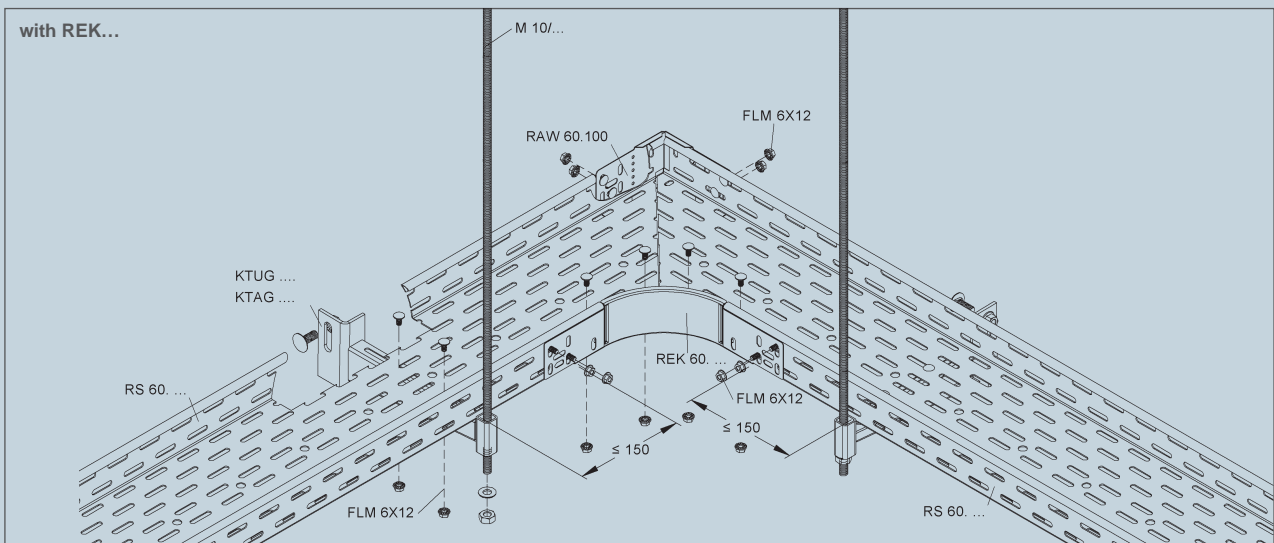 with REK...
M 10/...
FLM 6X12
RAW 60.100
KTUG ....
KTAG ....
RS 60. ...
REK 60. ...
FLM 6X12
≤ 150
≤ 150
FLM 6X12
RS 60. ...